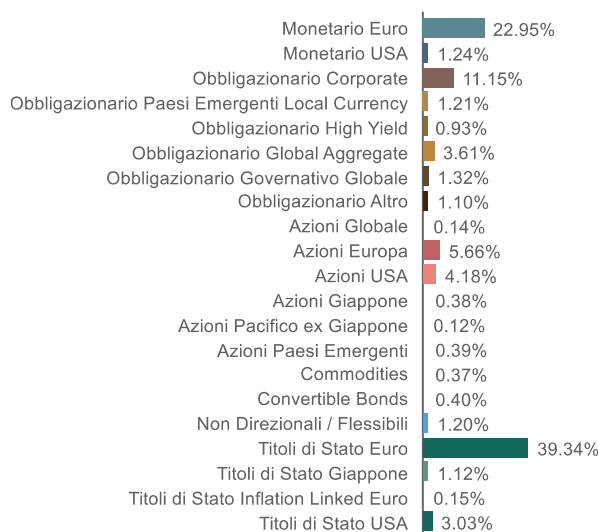 Monetario Euro 22.95%
Monetario USA 1.24%
Obbligazionario Corporate 11.15%
Obbligazionario Paesi Emergenti Local Currency 1.21%
Obbligazionario High Yield 0.93%
Obbligazionario Global Aggregate 3.61%
Obbligazionario Governativo Globale 1.32%
Obbligazionario Altro 1.10%
Azioni Globale 0.14%
Azioni Europa 5.66%
Azioni USA 4.18%
Azioni Giappone 0.38%
Azioni Pacifico ex Giappone 0.12%
Azioni Paesi Emergenti 0.39%
Commodities 0.37%
Convertible Bonds 0.40%
Non Direzionali / Flessibili 1.20%
Titoli di Stato Euro 39.34%
Titoli di Stato Giappone 1.12%
Titoli di Stato Inflation Linked Euro 0.15%
Titoli di Stato USA 3.03%